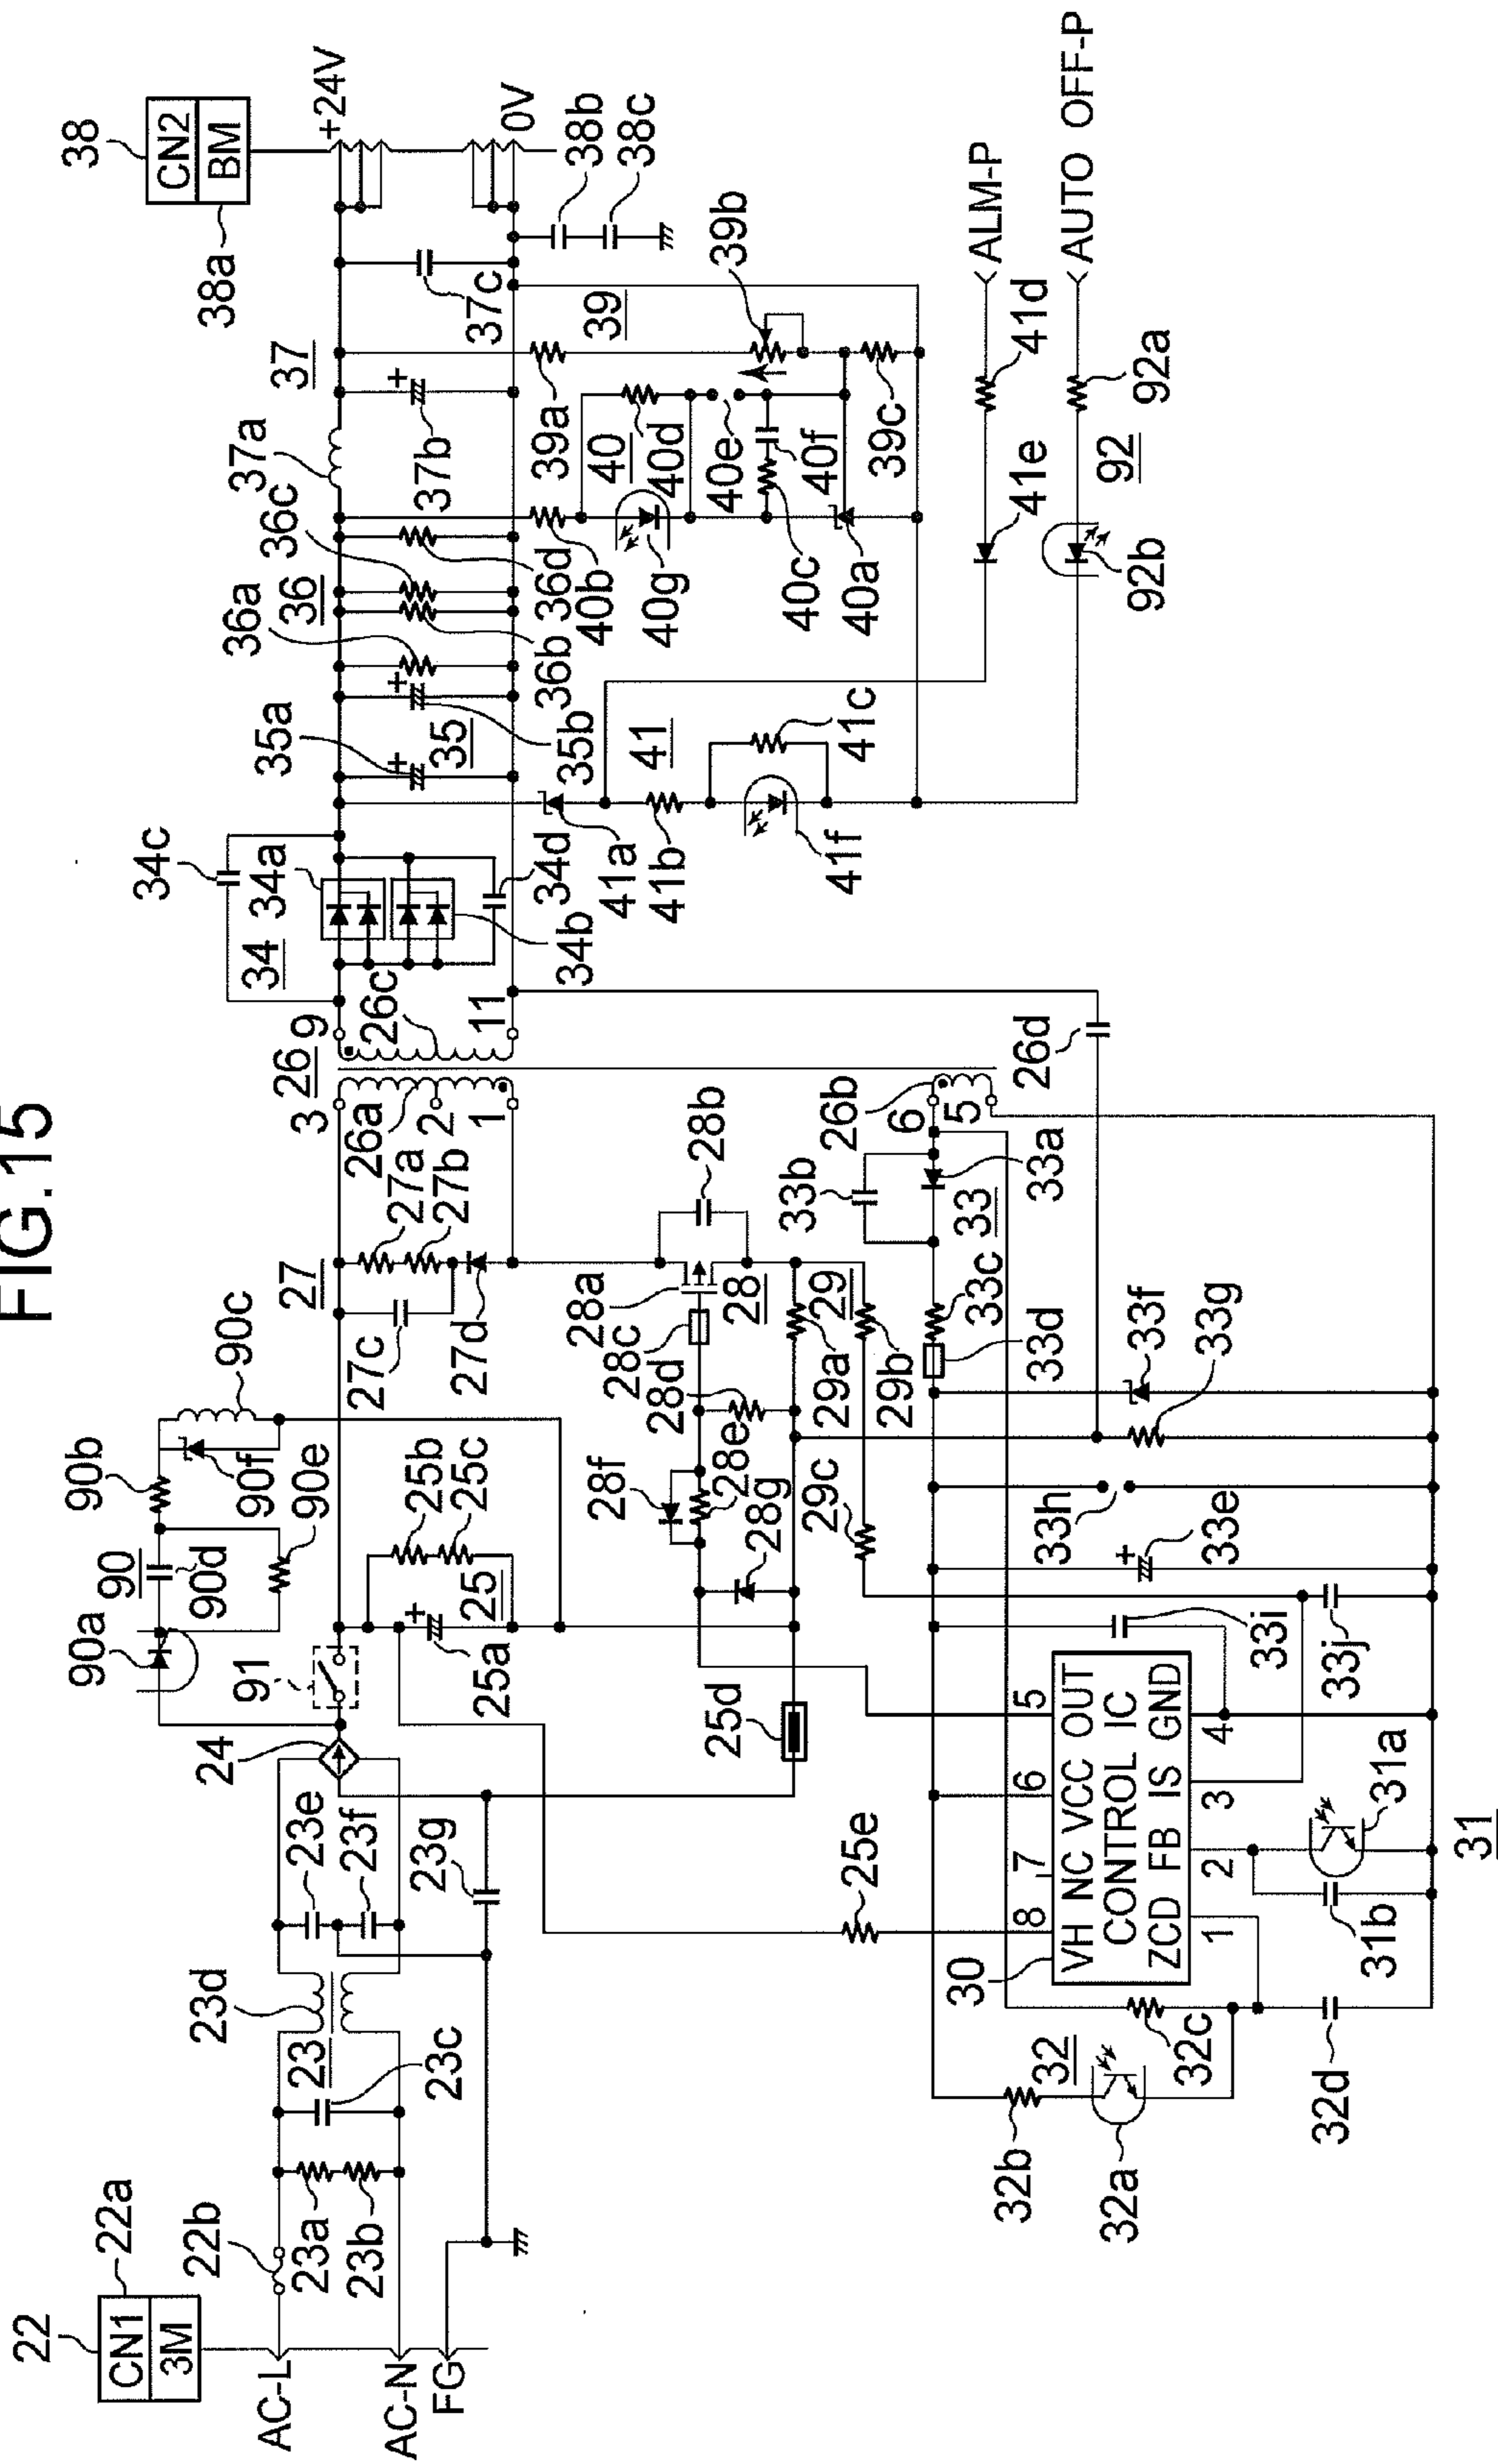 FIG.15
22
CN1
3M
22a
22b
AC-L
AC-N
FG
23a
23b
23
23c
23d
23e
23f
23g
24
91
90a
90
90d
90b
90f
90e
90c
25b
25c
25
25a
25d
25e
27
27a
27b
27c
27d
26
3
26a
2
1
9
26c
11
28a
28b
28c
28
28d
28e
28f
28g
29a
29
29b
29c
26b
6
5
26d
33b
33a
33
33c
33d
33f
33g
33h
33e
33i
33j
30
8
7
6
5
VH NC VCC OUT
CONTROL IC
ZCD FB IS GND
1
2
3
4
31a
31b
31
32
32a
32b
32c
32d
34c
34
34a
34b
34d
35a
35
35b
36a
36
36c
36b
36d
37a
37
37b
37c
38
CN2
BM
38a
+24V
0V
38b
38c
39
39a
39b
39c
40
40b
40d
40e
40f
40g
40c
40a
41
41a
41b
41c
41f
41e
41d
ALM-P
AUTO OFF-P
92
92a
92b